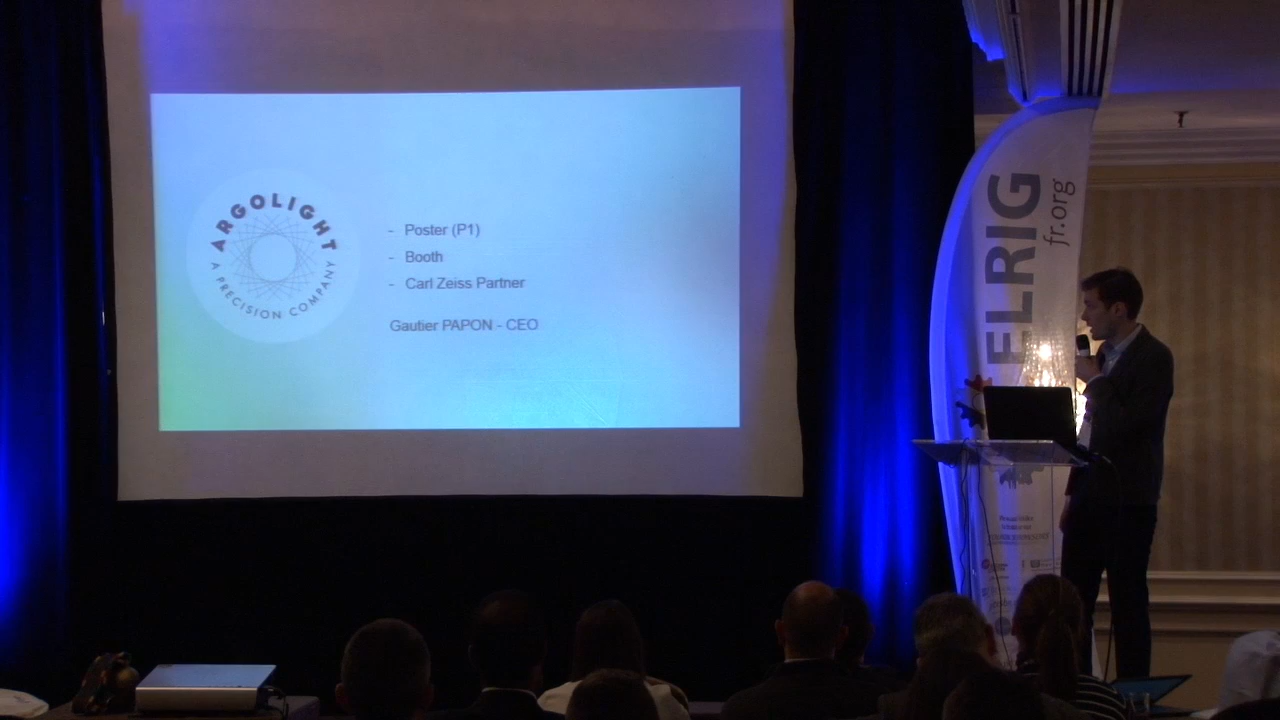 ARGOLIGHT
A PRECISION COMPANY
- Poster (P1)
- Booth
- Carl Zeiss Partner
Gautier PAPON - CEO
ELRIG
fr.org